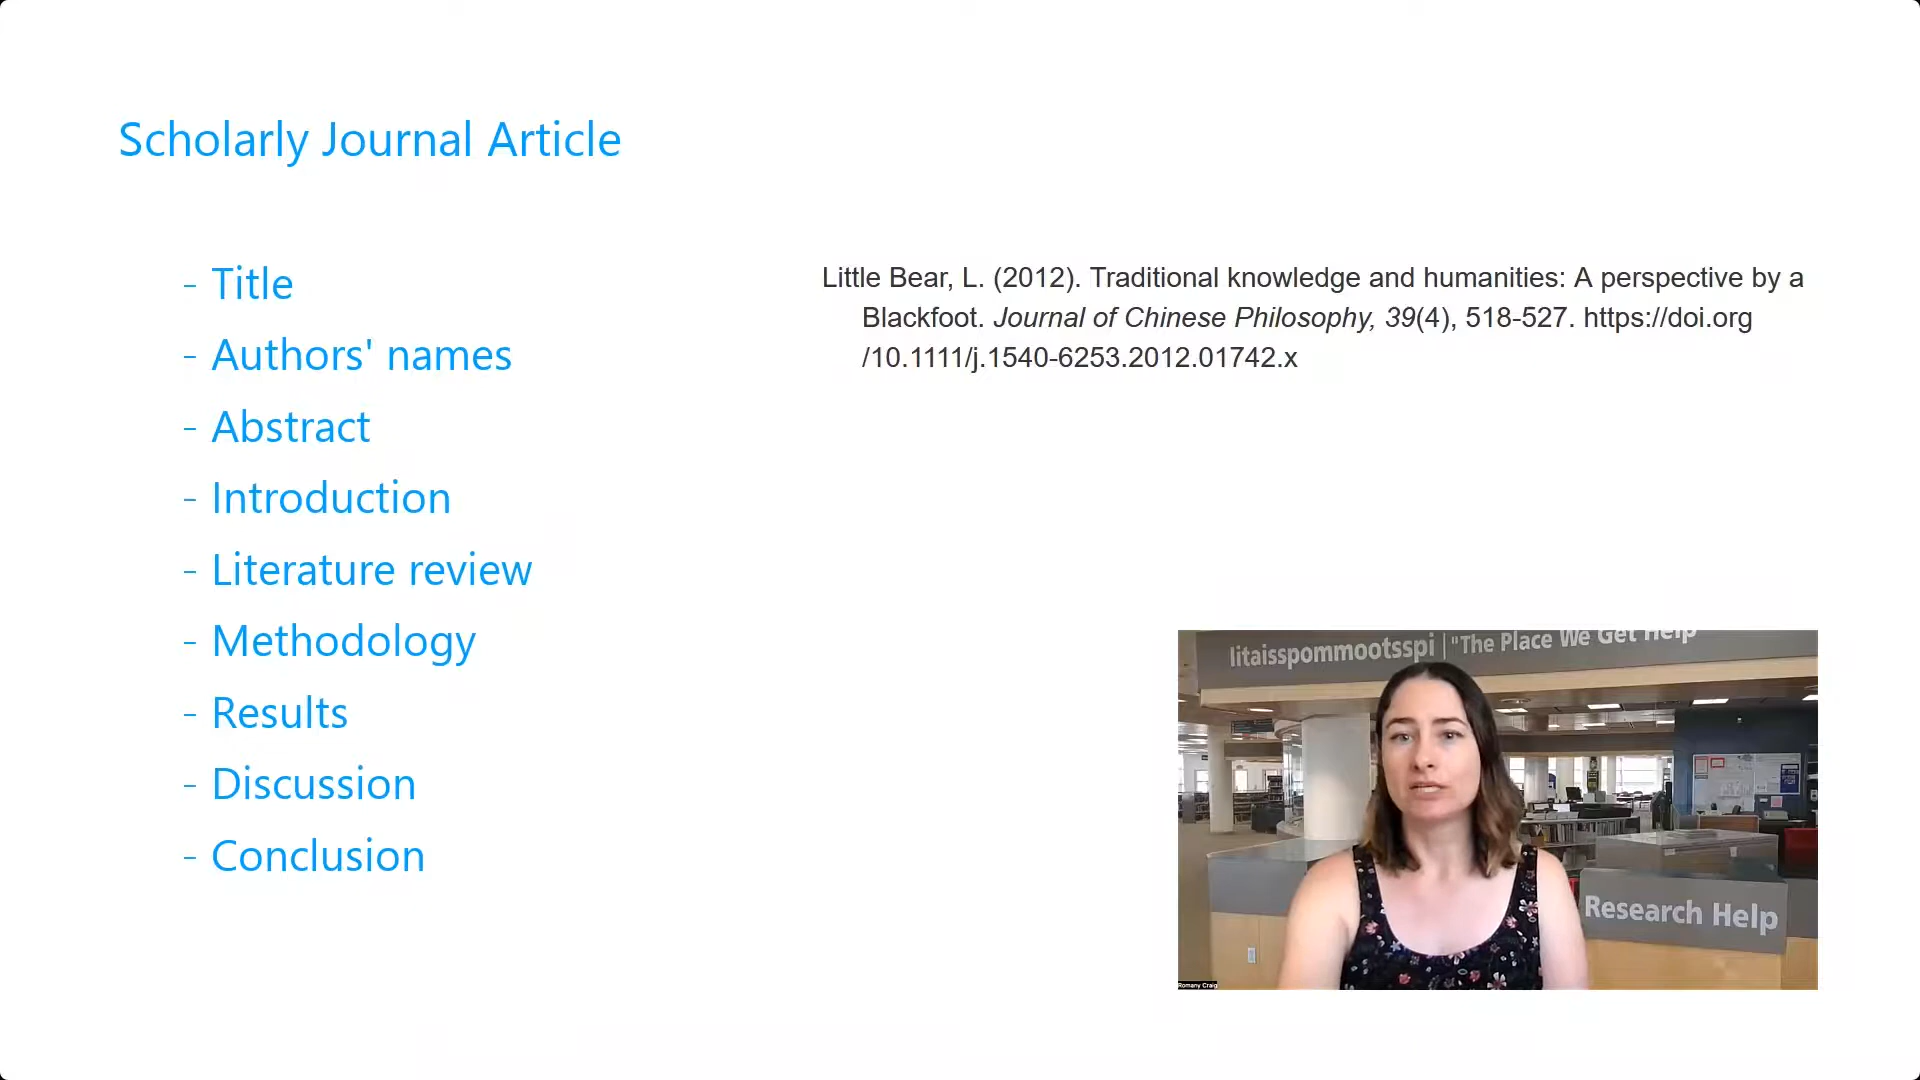 Scholarly Journal Article
- Title
- Authors' names
- Abstract
- Introduction
- Literature review
- Methodology
- Results
- Discussion
- Conclusion
Little Bear, L. (2012). Traditional knowledge and humanities: A perspective by a
Blackfoot. Journal of Chinese Philosophy, 39(4), 518-527. https://doi.org
/10.1111/j.1540-6253.2012.01742.x
Iitaisspommootsspi | "The Place We Get Help
Research Help
Romany Craig